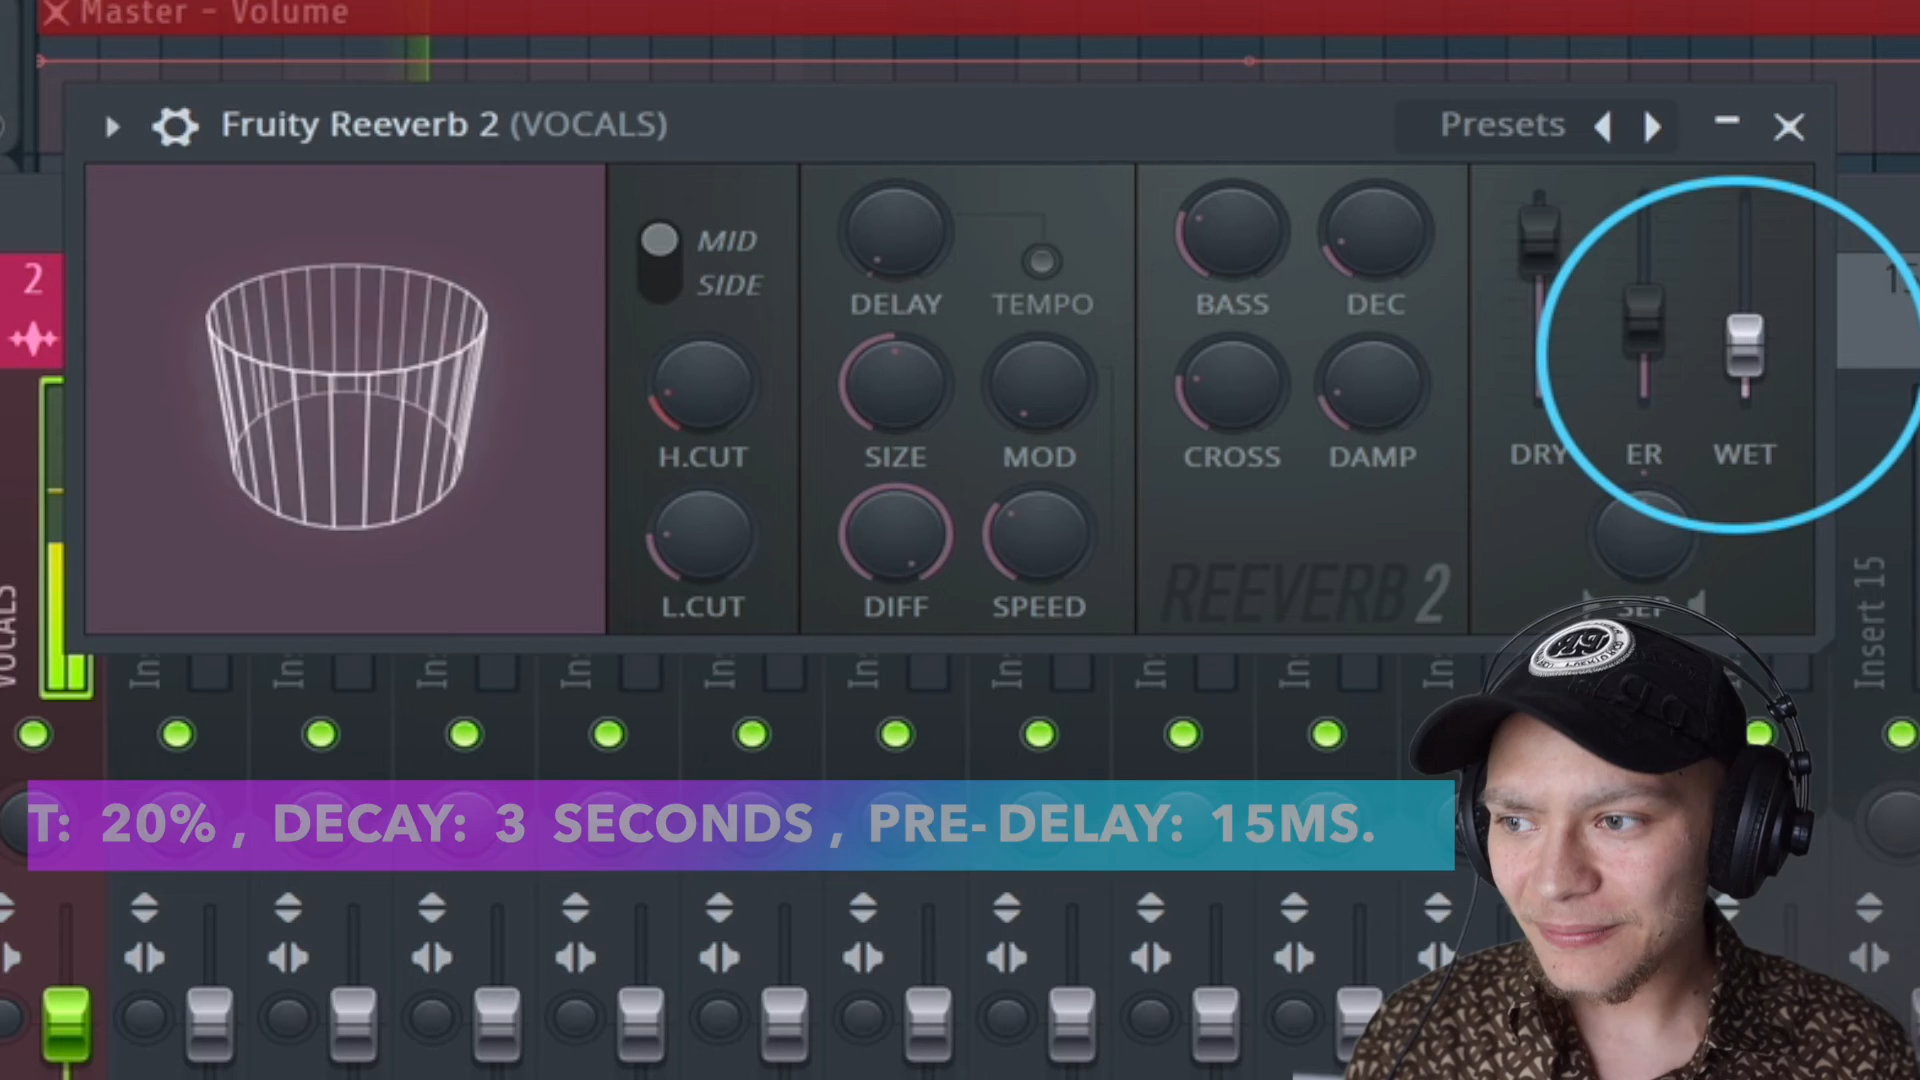 Master - Volume
Fruity Reeverb 2 (VOCALS)
Presets
2
MID
SIDE
DELAY
TEMPO
BASS
DEC
H.CUT
SIZE
MOD
CROSS
DAMP
DRY
ER
WET
L.CUT
DIFF
SPEED
REEVERB 2
SEP
VOCALS
Insert 15
T: 20%, DECAY: 3 SECONDS, PRE-DELAY: 15MS.